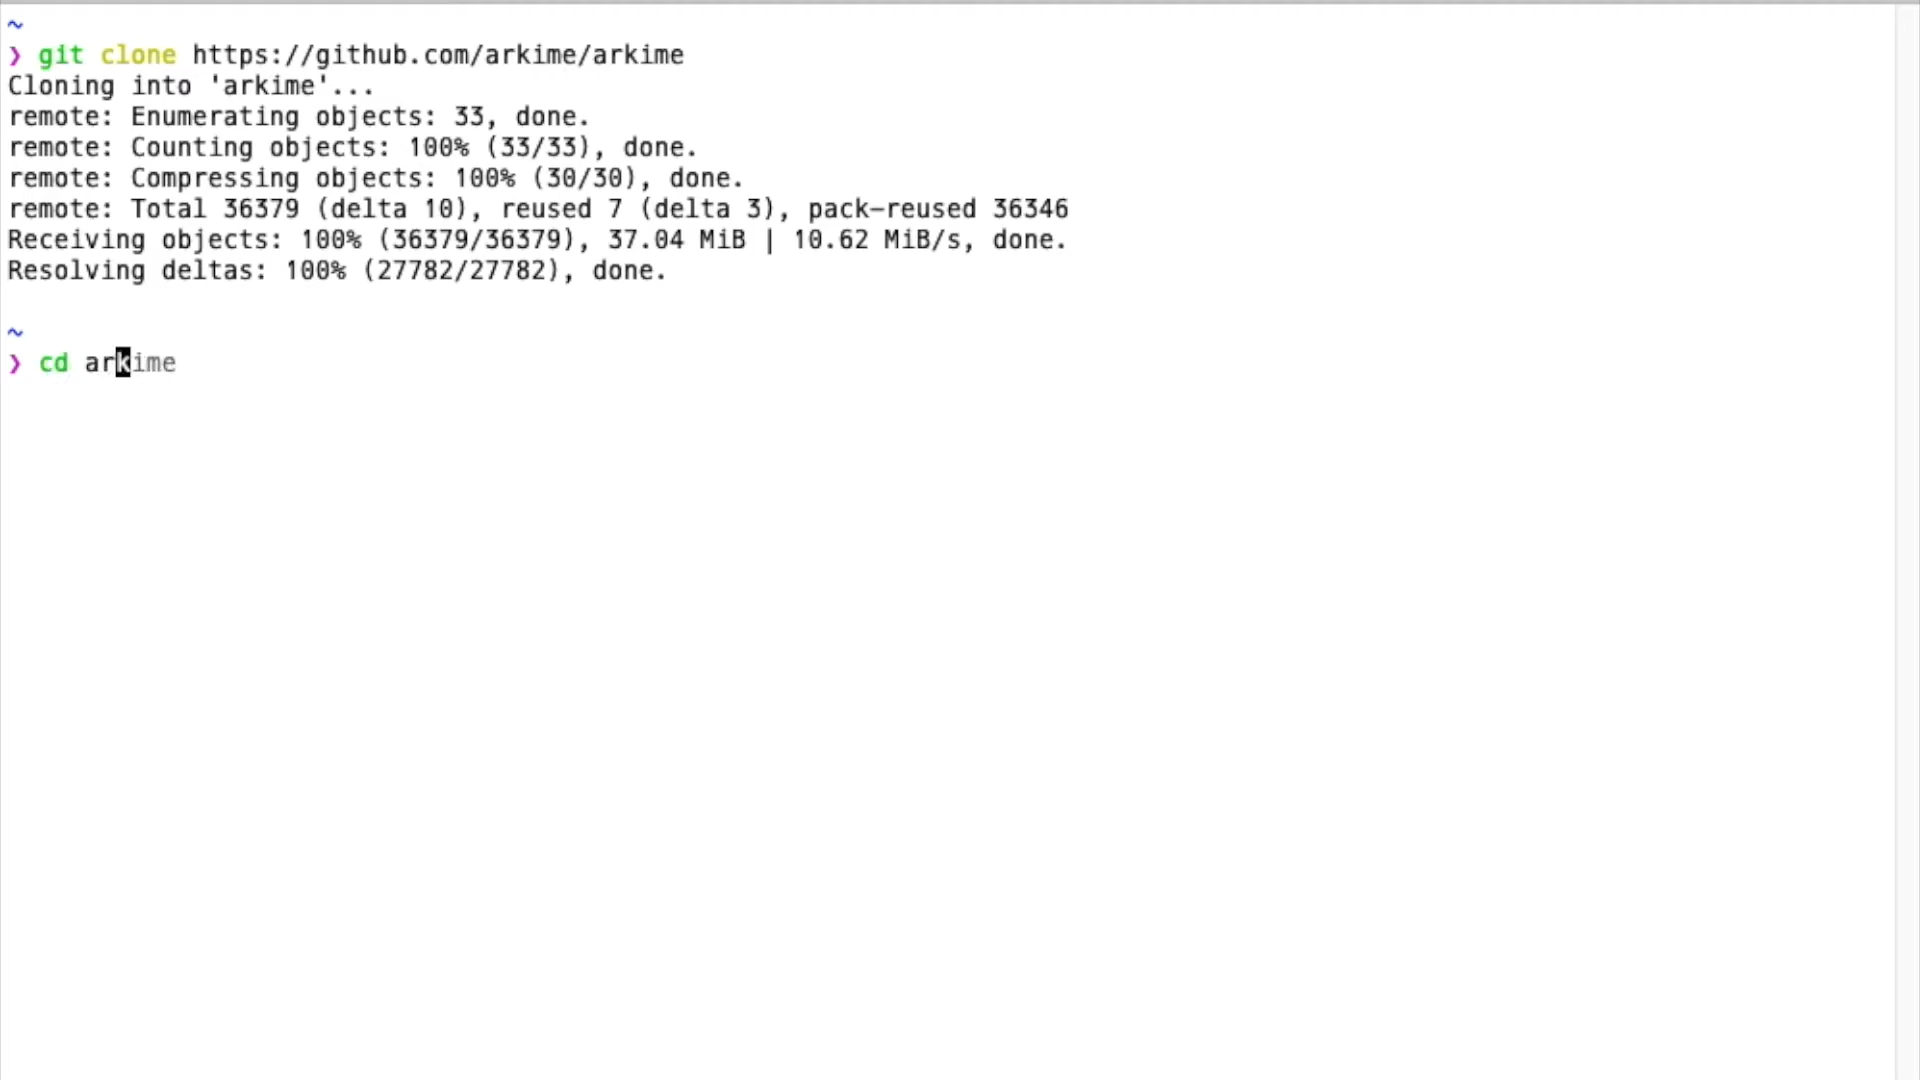 ~
❯ git clone https://github.com/arkime/arkime
Cloning into 'arkime'...
remote: Enumerating objects: 33, done.
remote: Counting objects: 100% (33/33), done.
remote: Compressing objects: 100% (30/30), done.
remote: Total 36379 (delta 10), reused 7 (delta 3), pack-reused 36346
Receiving objects: 100% (36379/36379), 37.04 MiB | 10.62 MiB/s, done.
Resolving deltas: 100% (27782/27782), done.
~
❯ cd arkime